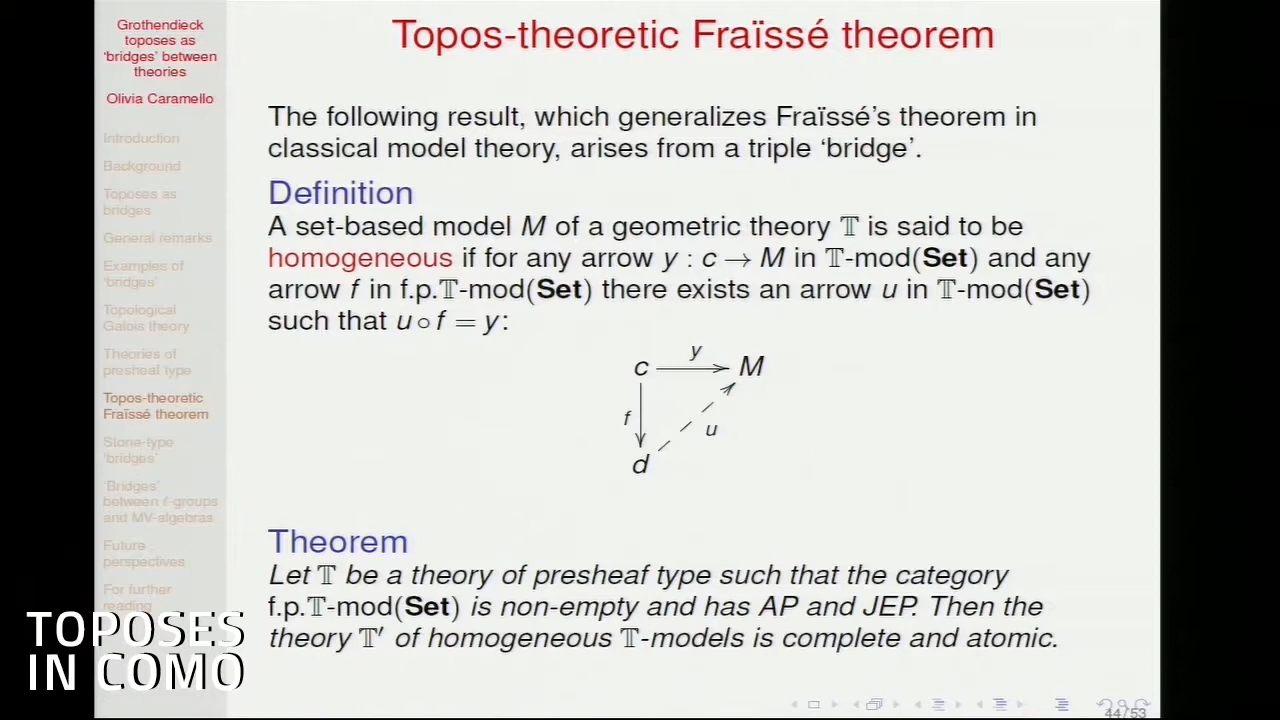 Grothendieck
toposes as
‘bridges’ between
theories
Olivia Caramello
Introduction
Background
Toposes as
bridges
General remarks
Examples of
‘bridges’
Topological
Galois theory
Theories of
presheaf type
Topos-theoretic
Fraïssé theorem
Stone-type
‘bridges’
‘Bridges’
between ℓ-groups
and MV-algebras
Future
perspectives
For further
reading
TOPOSES
IN COMO
Topos-theoretic Fraïssé theorem
The following result, which generalizes Fraïssé’s theorem in
classical model theory, arises from a triple ‘bridge’.
Definition
A set-based model M of a geometric theory 𝕋 is said to be
homogeneous if for any arrow y : c → M in 𝕋-mod(Set) and any
arrow f in f.p.𝕋-mod(Set) there exists an arrow u in 𝕋-mod(Set)
such that u ∘ f = y:
y
c M
f
u
d
Theorem
Let 𝕋 be a theory of presheaf type such that the category
f.p.𝕋-mod(Set) is non-empty and has AP and JEP. Then the
theory 𝕋′ of homogeneous 𝕋-models is complete and atomic.
44/53